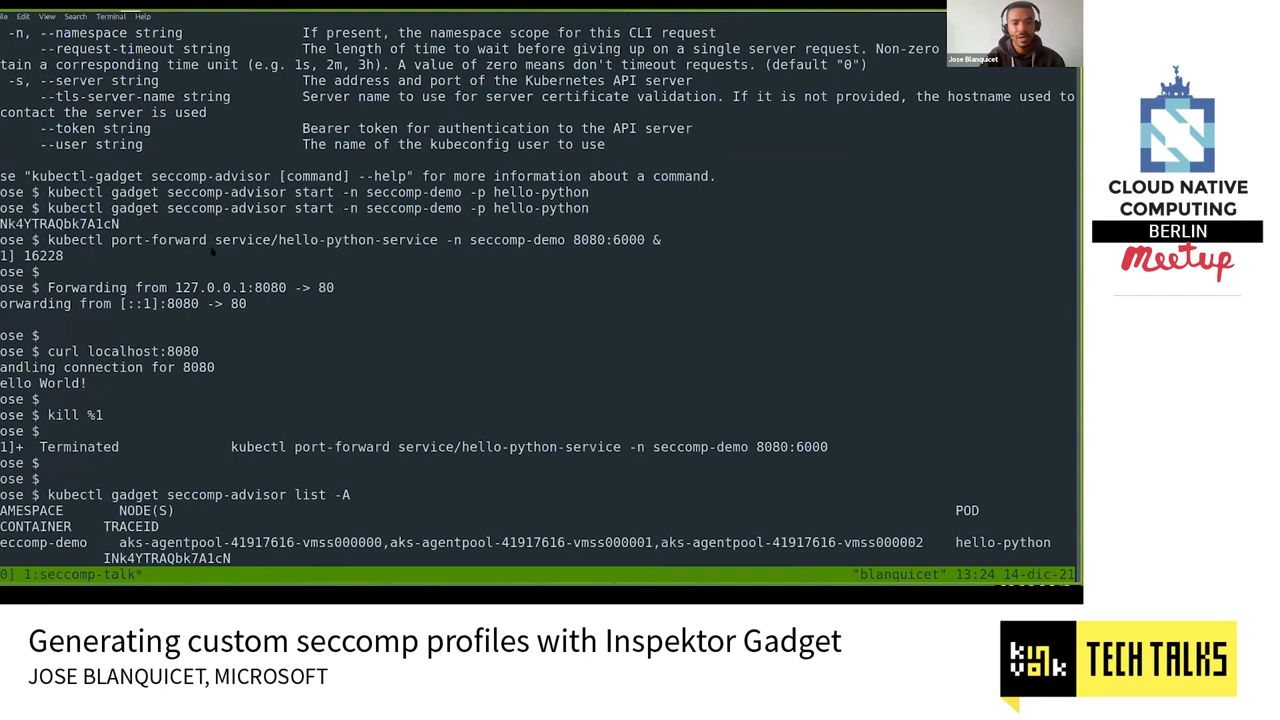 ile Edit View Search Terminal Help
-n, --namespace string If present, the namespace scope for this CLI request
--request-timeout string The length of time to wait before giving up on a single server request. Non-zero
tain a corresponding time unit (e.g. 1s, 2m, 3h). A value of zero means don't timeout requests. (default "0")
-s, --server string The address and port of the Kubernetes API server
--tls-server-name string Server name to use for server certificate validation. If it is not provided, the hostname used to
contact the server is used
--token string Bearer token for authentication to the API server
--user string The name of the kubeconfig user to use
se "kubectl-gadget seccomp-advisor [command] --help" for more information about a command.
ose $ kubectl gadget seccomp-advisor start -n seccomp-demo -p hello-python
ose $ kubectl gadget seccomp-advisor start -n seccomp-demo -p hello-python
Nk4YTRAQbk7A1cN
ose $ kubectl port-forward service/hello-python-service -n seccomp-demo 8080:6000 &
1] 16228
ose $
ose $ Forwarding from 127.0.0.1:8080 -> 80
orwarding from [::1]:8080 -> 80
ose $
ose $ curl localhost:8080
andling connection for 8080
ello World!
ose $
ose $ kill %1
ose $
1]+ Terminated kubectl port-forward service/hello-python-service -n seccomp-demo 8080:6000
ose $
ose $
ose $ kubectl gadget seccomp-advisor list -A
AMESPACE NODE(S) POD
CONTAINER TRACEID
eccomp-demo aks-agentpool-41917616-vmss000000,aks-agentpool-41917616-vmss000001,aks-agentpool-41917616-vmss000002 hello-python
INk4YTRAQbk7A1cN
0] 1:seccomp-talk* "blanquicet" 13:24 14-dic-21
Jose Blanquicet
CLOUD NATIVE
COMPUTING
BERLIN
meetup
Generating custom seccomp profiles with Inspektor Gadget
JOSE BLANQUICET, MICROSOFT
kinvolk
TECH TALKS